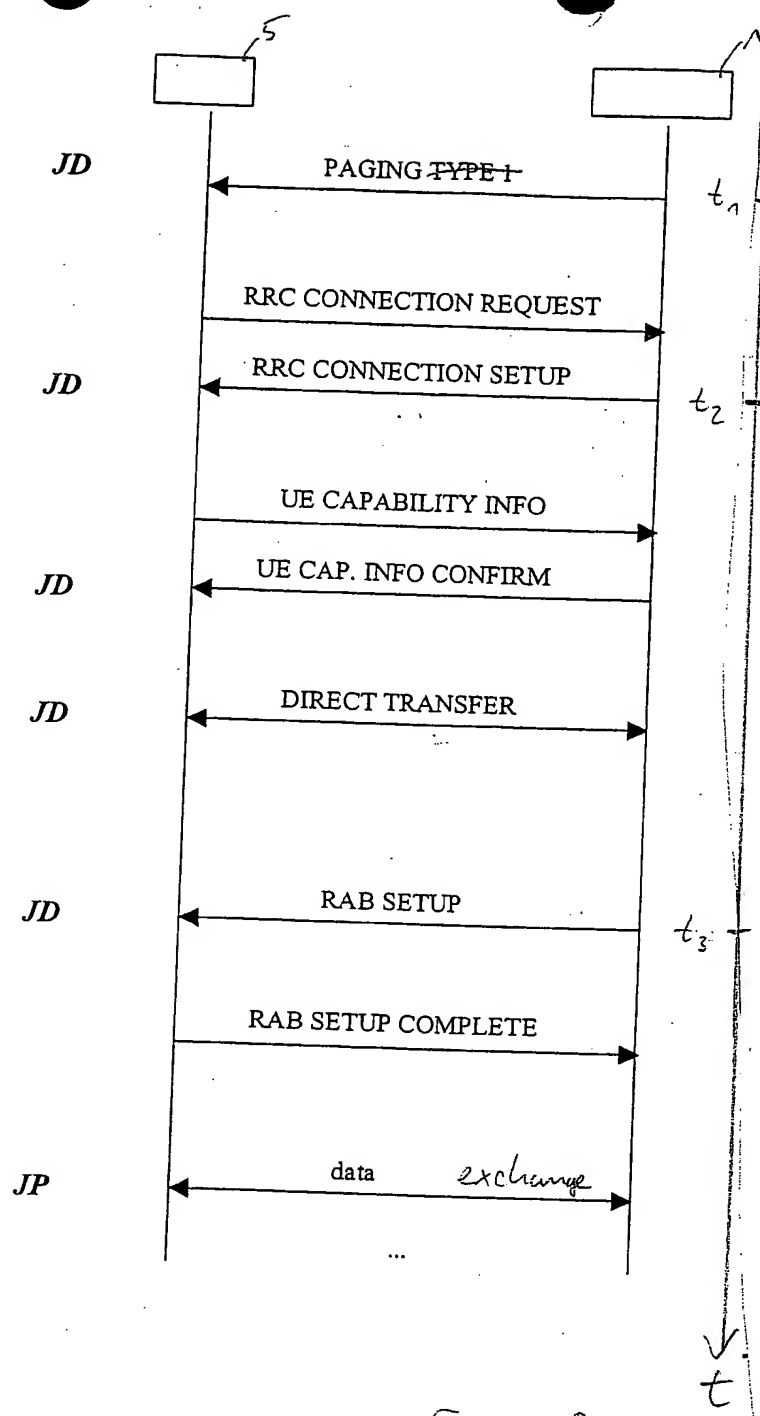 5
1
JD PAGING TYPE 1
t1
RRC CONNECTION REQUEST
JD RRC CONNECTION SETUP
t2
UE CAPABILITY INFO
JD UE CAP. INFO CONFIRM
JD DIRECT TRANSFER
JD RAB SETUP
t3
RAB SETUP COMPLETE
JP data exchange
...
t